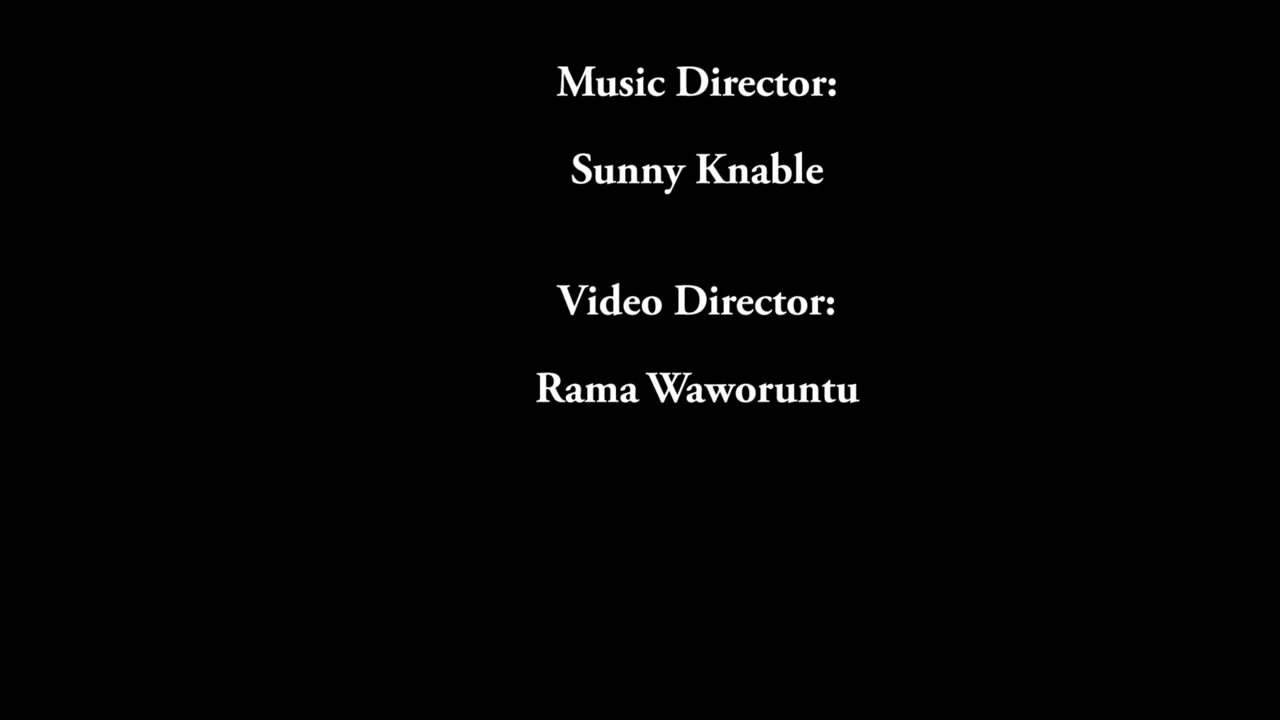 Music Director:
Sunny Knable
Video Director:
Rama Waworuntu